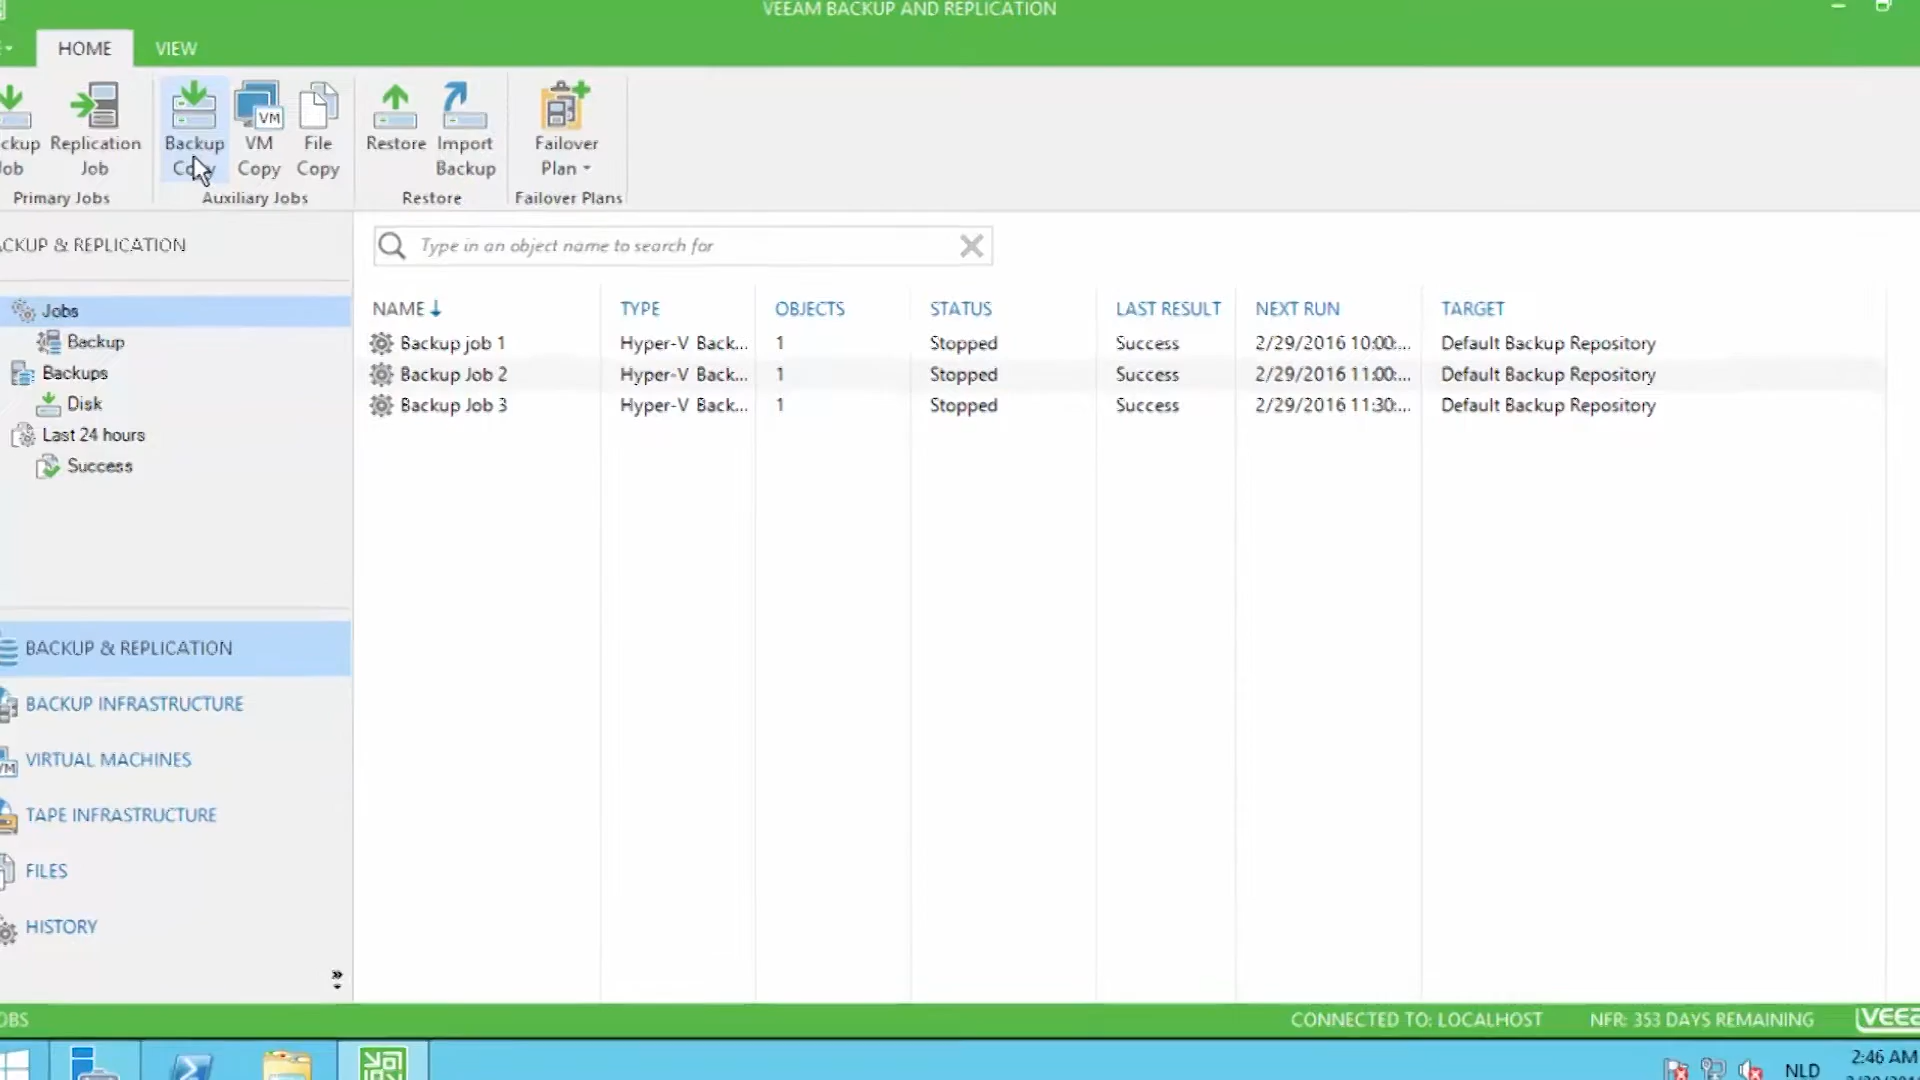 VEEAM BACKUP AND REPLICATION
HOME VIEW
Replication Job
Backup Copy
VM Copy
File Copy
Restore
Import Backup
Failover Plan
Primary Jobs
Auxiliary Jobs
Restore
Failover Plans
CKUP & REPLICATION
Jobs
Backup
Backups
Disk
Last 24 hours
Success
BACKUP & REPLICATION
BACKUP INFRASTRUCTURE
VIRTUAL MACHINES
TAPE INFRASTRUCTURE
FILES
HISTORY
Type in an object name to search for
NAME TYPE OBJECTS STATUS LAST RESULT NEXT RUN TARGET
Backup job 1 Hyper-V Back... 1 Stopped Success 2/29/2016 10:00:... Default Backup Repository
Backup Job 2 Hyper-V Back... 1 Stopped Success 2/29/2016 11:00:... Default Backup Repository
Backup Job 3 Hyper-V Back... 1 Stopped Success 2/29/2016 11:30:... Default Backup Repository
OBS
CONNECTED TO: LOCALHOST NFR: 353 DAYS REMAINING
NLD
2:46 AM